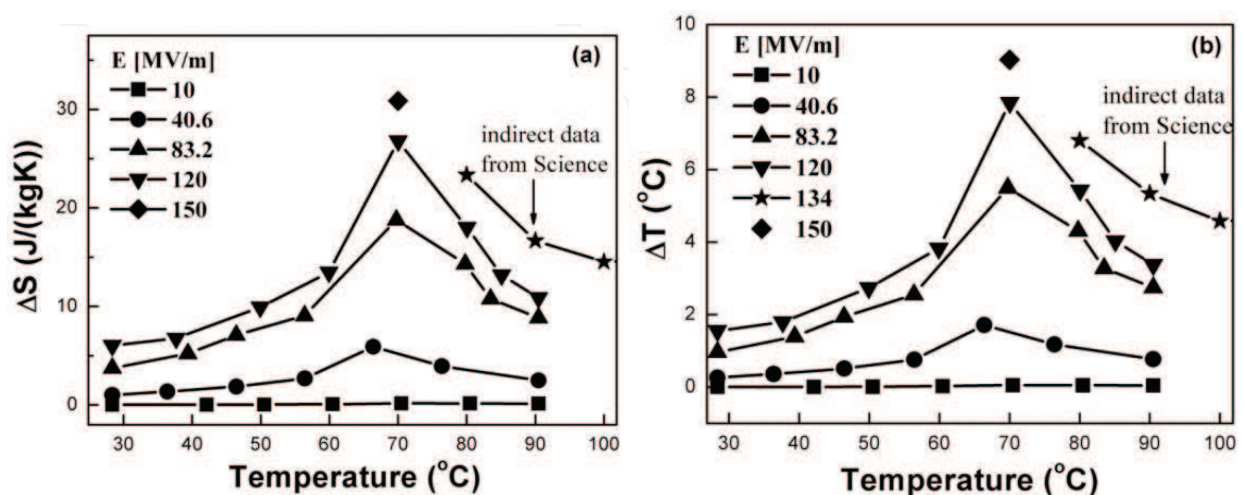 (a)
E [MV/m]
10
40.6
83.2
120
150
indirect data
from Science
30
20
10
0
ΔS (J/(kgK))
30 40 50 60 70 80 90 100
Temperature (°C)
(b)
E [MV/m]
10
40.6
83.2
120
134
150
indirect data
from Science
10
8
6
4
2
0
ΔT (°C)
30 40 50 60 70 80 90 100
Temperature (°C)